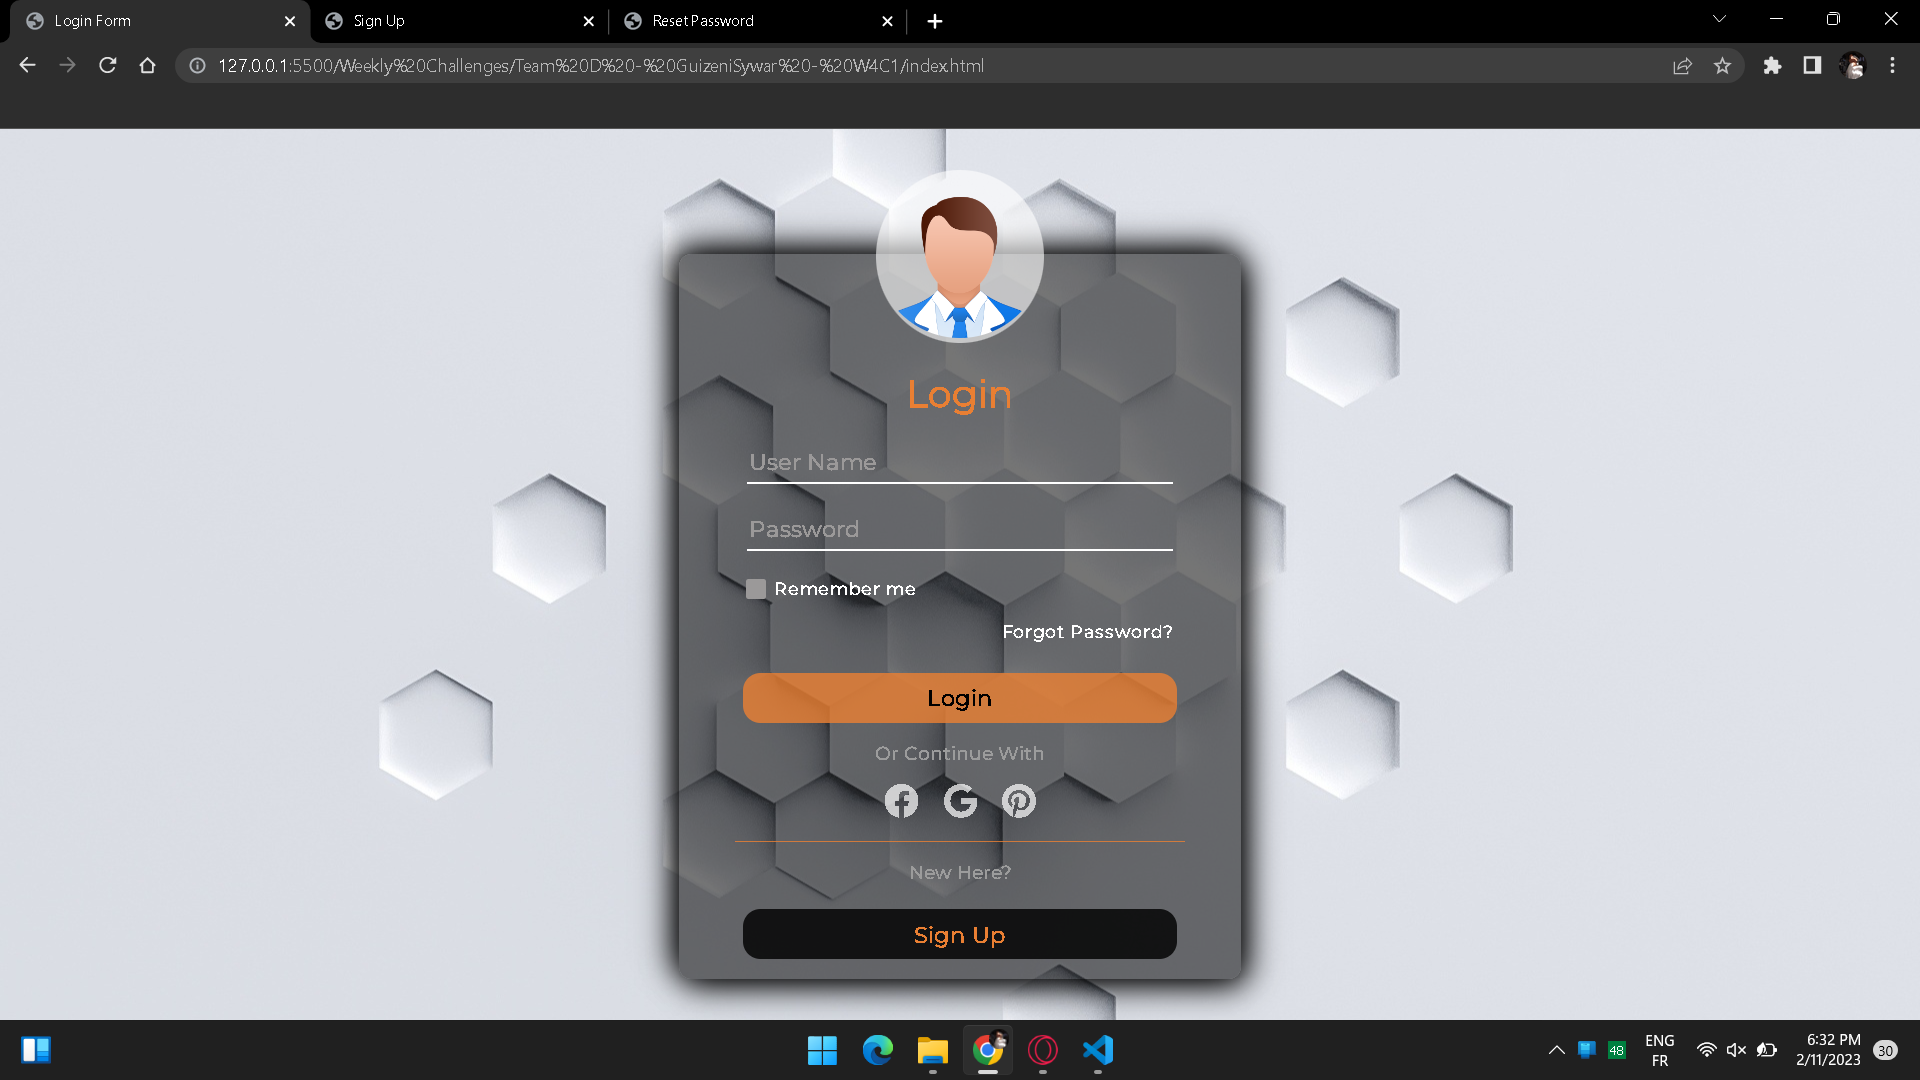 Login Form
Sign Up
Reset Password
127.0.0.1:5500/Weekly%20Challenges/Team%20D%20-%20GuizeniSywar%20-%20W4C1/index.html
Login
User Name
Password
Remember me
Forgot Password?
Login
Or Continue With
New Here?
Sign Up
48
ENG
FR
6:32 PM
2/11/2023
30